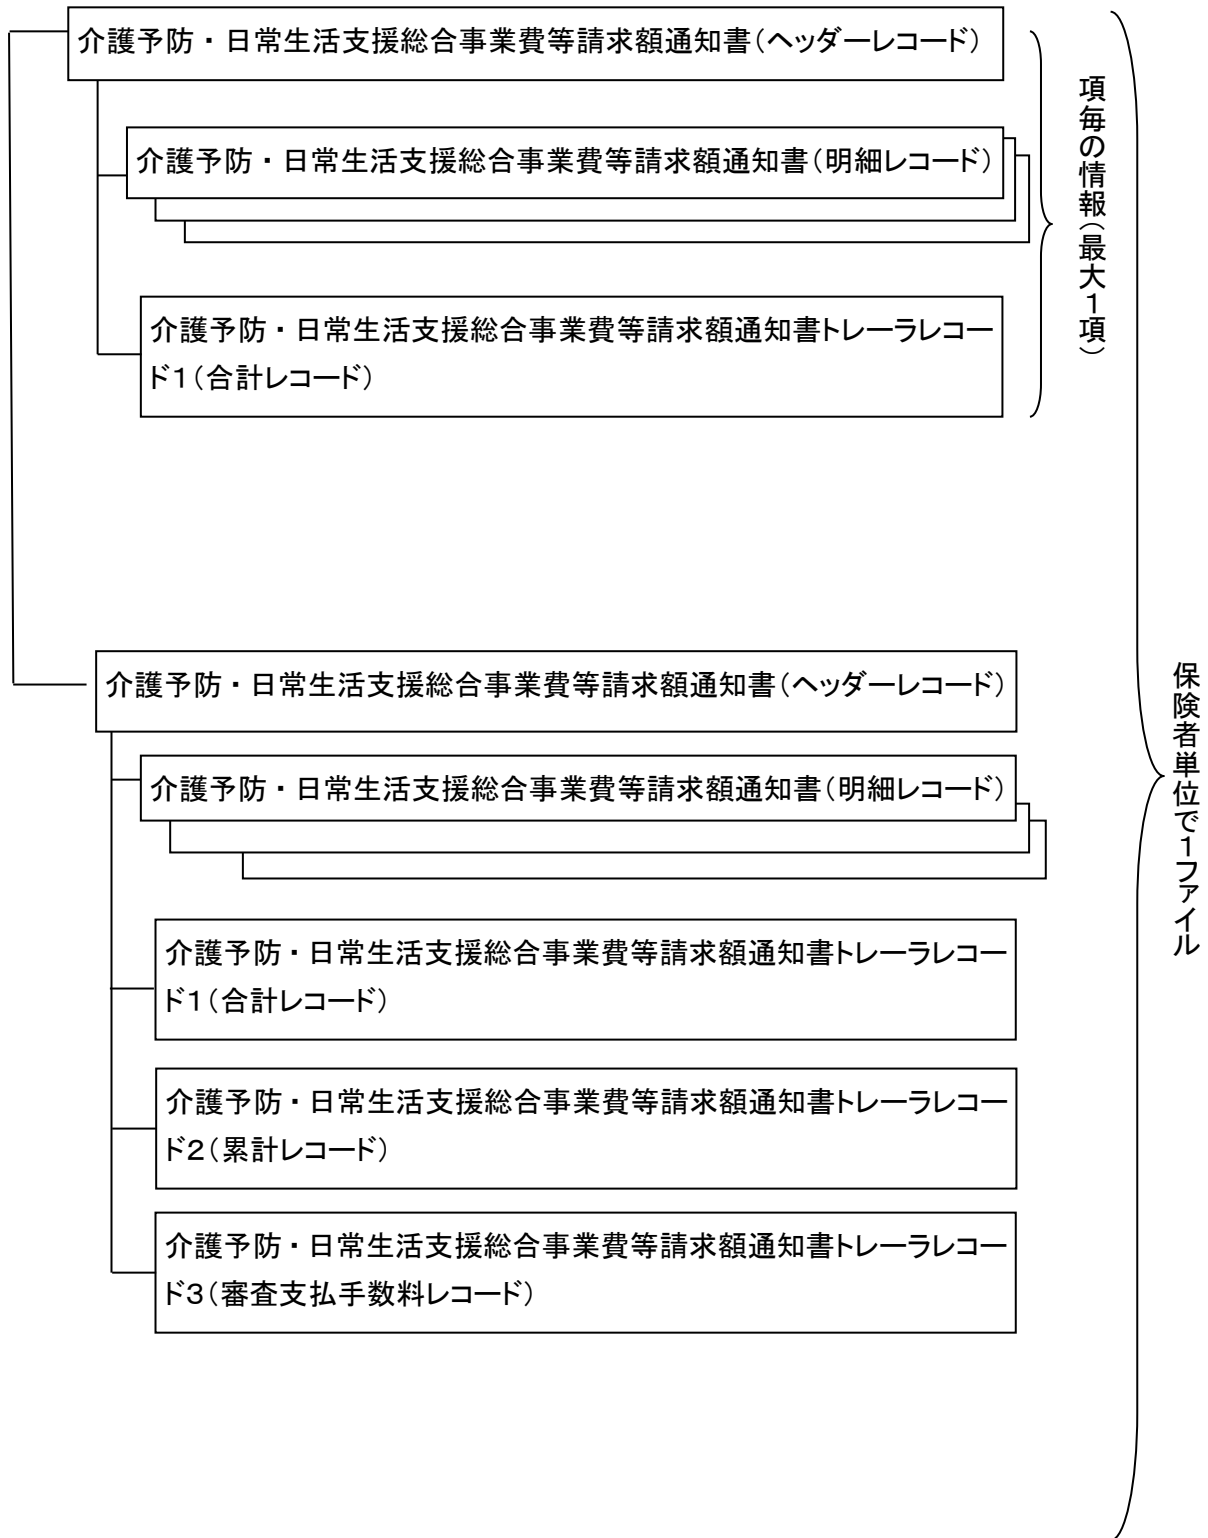 介護予防・日常生活支援総合事業費等請求額通知書(ヘッダーレコード)
介護予防・日常生活支援総合事業費等請求額通知書(明細レコード)
介護予防・日常生活支援総合事業費等請求額通知書トレーラレコー
ド1(合計レコード)
項毎の情報(最大1項)
介護予防・日常生活支援総合事業費等請求額通知書(ヘッダーレコード)
介護予防・日常生活支援総合事業費等請求額通知書(明細レコード)
介護予防・日常生活支援総合事業費等請求額通知書トレーラレコー
ド1(合計レコード)
介護予防・日常生活支援総合事業費等請求額通知書トレーラレコー
ド2(累計レコード)
介護予防・日常生活支援総合事業費等請求額通知書トレーラレコー
ド3(審査支払手数料レコード)
保険者単位で1ファイル